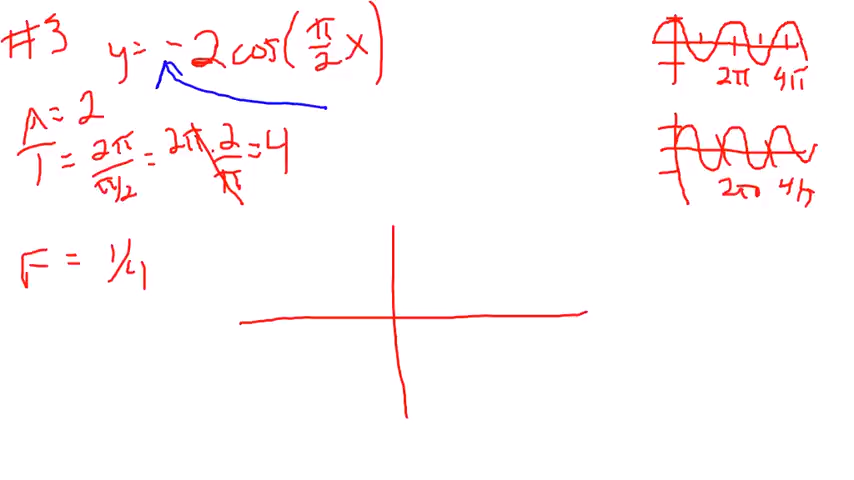 #3 y = -2cos(π/2 x)
A = 2
T = 2π/(π/2) = 2π · 2/π = 4
F = 1/4
2π 4π
2π 4π